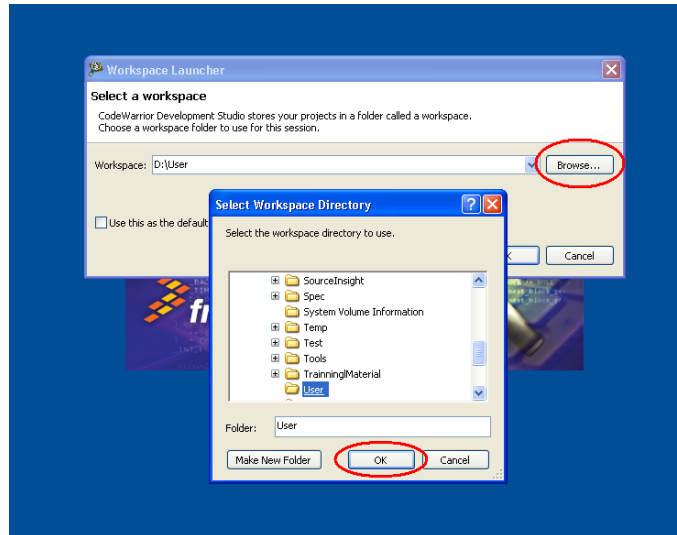 Workspace Launcher
Select a workspace
CodeWarrior Development Studio stores your projects in a folder called a workspace.
Choose a workspace folder to use for this session.
Workspace: D:\User Browse...
Use this as the default
Cancel
Select Workspace Directory
Select the workspace directory to use.
SourceInsight
Spec
System Volume Information
Temp
Test
Tools
TrainningMaterial
User
Folder: User
Make New Folder OK Cancel